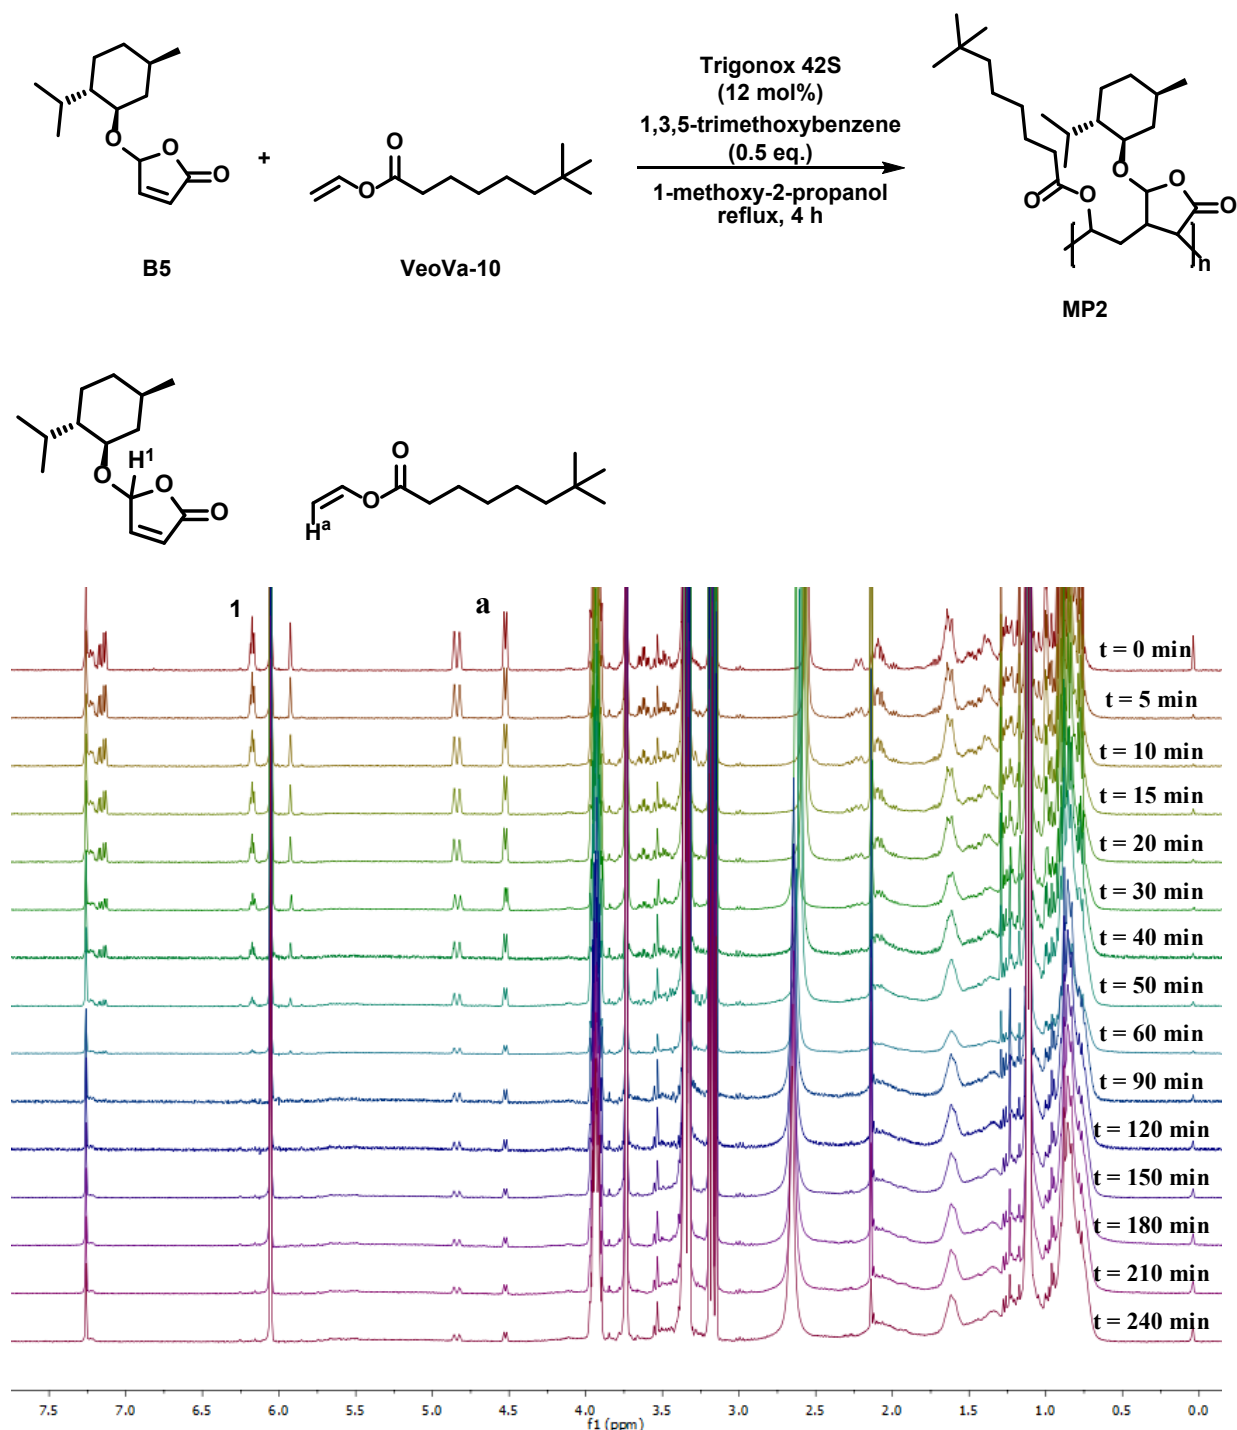 Trigonox 42S
(12 mol%)
1,3,5-trimethoxybenzene
(0.5 eq.)
1-methoxy-2-propanol
reflux, 4 h
O
O
O
+
O
O
O
O
O
O
O
n
B5
VeoVa-10
MP2
H1
O
O
O
O
O
Ha
1
a
t = 0 min
t = 5 min
t = 10 min
t = 15 min
t = 20 min
t = 30 min
t = 40 min
t = 50 min
t = 60 min
t = 90 min
t = 120 min
t = 150 min
t = 180 min
t = 210 min
t = 240 min
7.5 7.0 6.5 6.0 5.5 5.0 4.5 4.0 3.5 3.0 2.5 2.0 1.5 1.0 0.5 0.0
f1 (ppm)